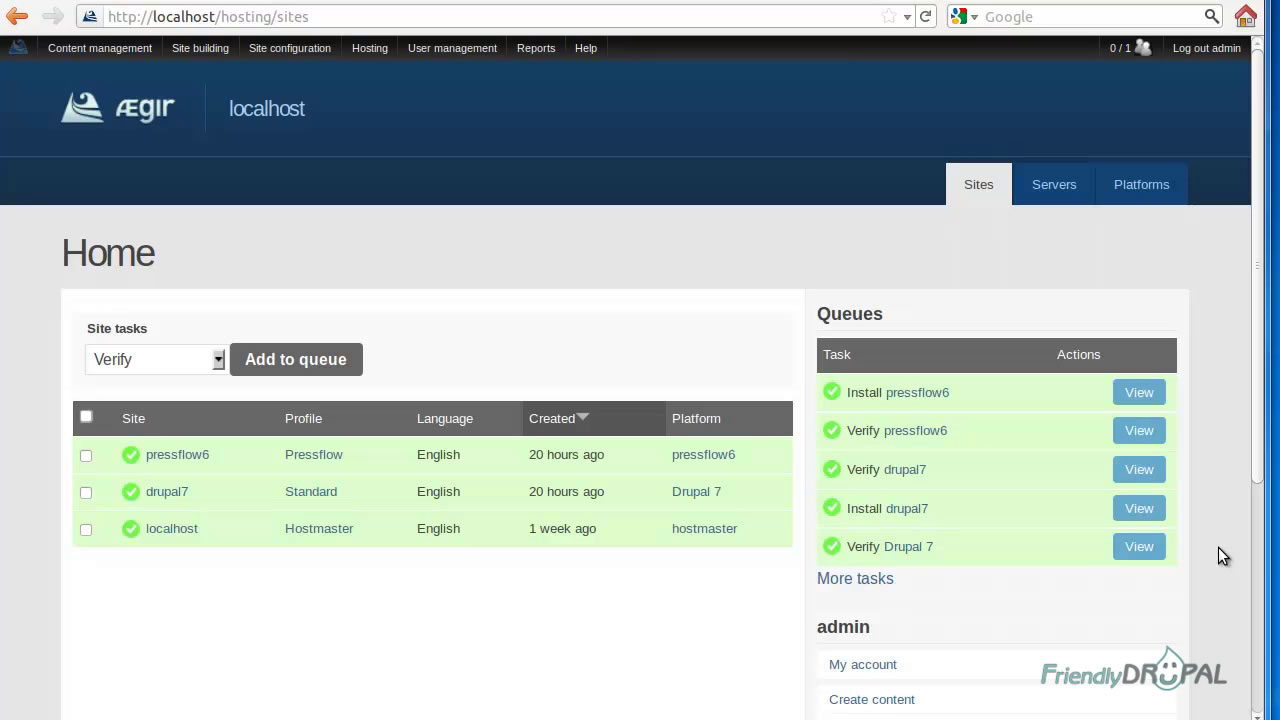 http://localhost/hosting/sites
Google
Content management Site building Site configuration Hosting User management Reports Help 0 / 1 Log out admin
ÆGIR localhost
Sites Servers Platforms
Home
Site tasks
Verify Add to queue
Site Profile Language Created Platform
pressflow6 Pressflow English 20 hours ago pressflow6
drupal7 Standard English 20 hours ago Drupal 7
localhost Hostmaster English 1 week ago hostmaster
Queues
Task Actions
Install pressflow6 View
Verify pressflow6 View
Verify drupal7 View
Install drupal7 View
Verify Drupal 7 View
More tasks
admin
My account
Create content
FriendlyDRUPAL